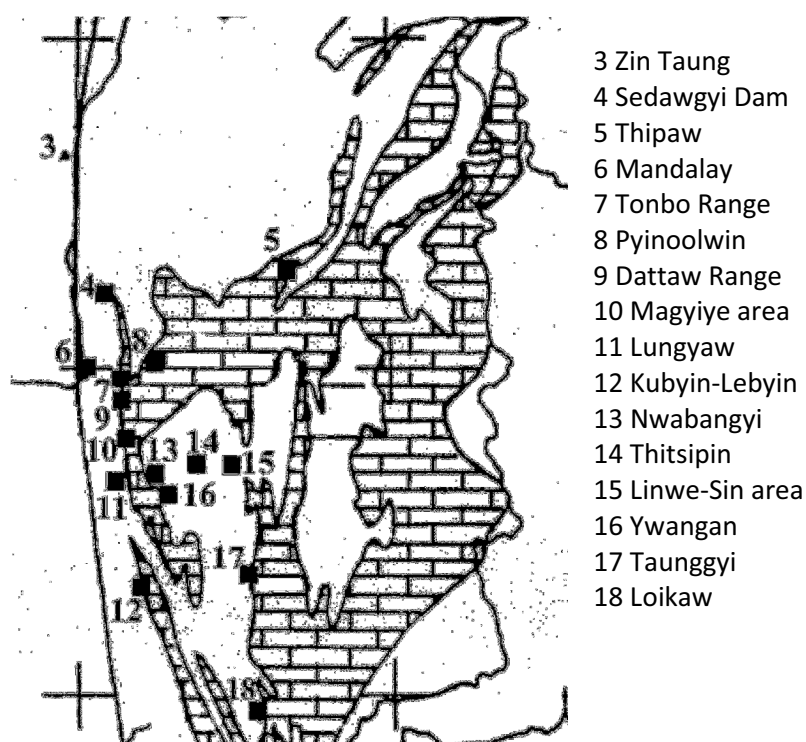 3
5
4
6
8
7
9
10
13
14
15
11
16
17
12
18
3 Zin Taung
4 Sedawgyi Dam
5 Thipaw
6 Mandalay
7 Tonbo Range
8 Pyinoolwin
9 Dattaw Range
10 Magyiye area
11 Lungyaw
12 Kubyin-Lebyin
13 Nwabangyi
14 Thitsipin
15 Linwe-Sin area
16 Ywangan
17 Taunggyi
18 Loikaw